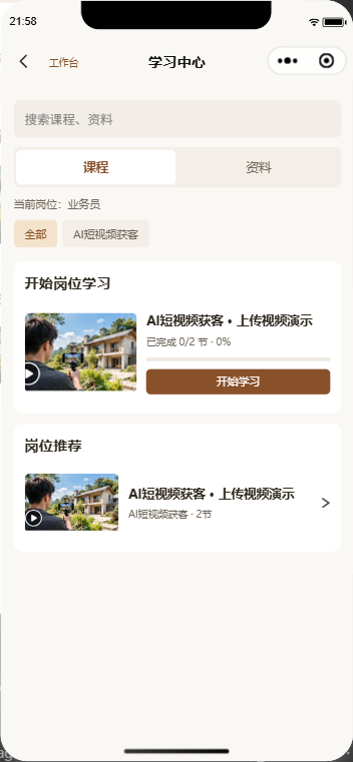 21:58
工作台
学习中心
搜索课程、资料
课程
资料
当前岗位：业务员
全部
AI短视频获客
开始岗位学习
AI短视频获客 • 上传视频演示
已完成 0/2 节 · 0%
开始学习
岗位推荐
AI短视频获客 • 上传视频演示
AI短视频获客 · 2节